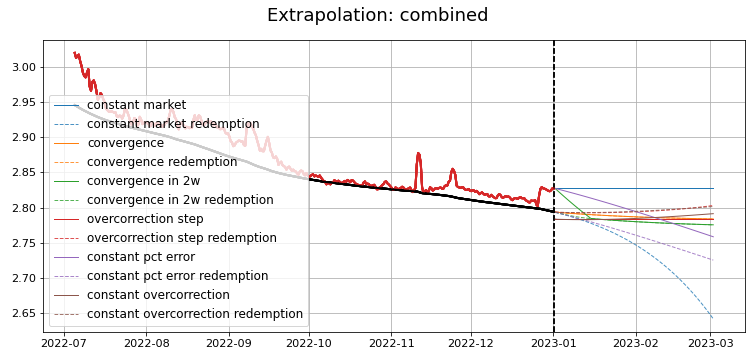 Extrapolation: combined
3.00
2.95
2.90
2.85
2.80
2.75
2.70
2.65
constant market
constant market redemption
convergence
convergence redemption
convergence in 2w
convergence in 2w redemption
overcorrection step
overcorrection step redemption
constant pct error
constant pct error redemption
constant overcorrection
constant overcorrection redemption
2022-07 2022-08 2022-09 2022-10 2022-11 2022-12 2023-01 2023-02 2023-03